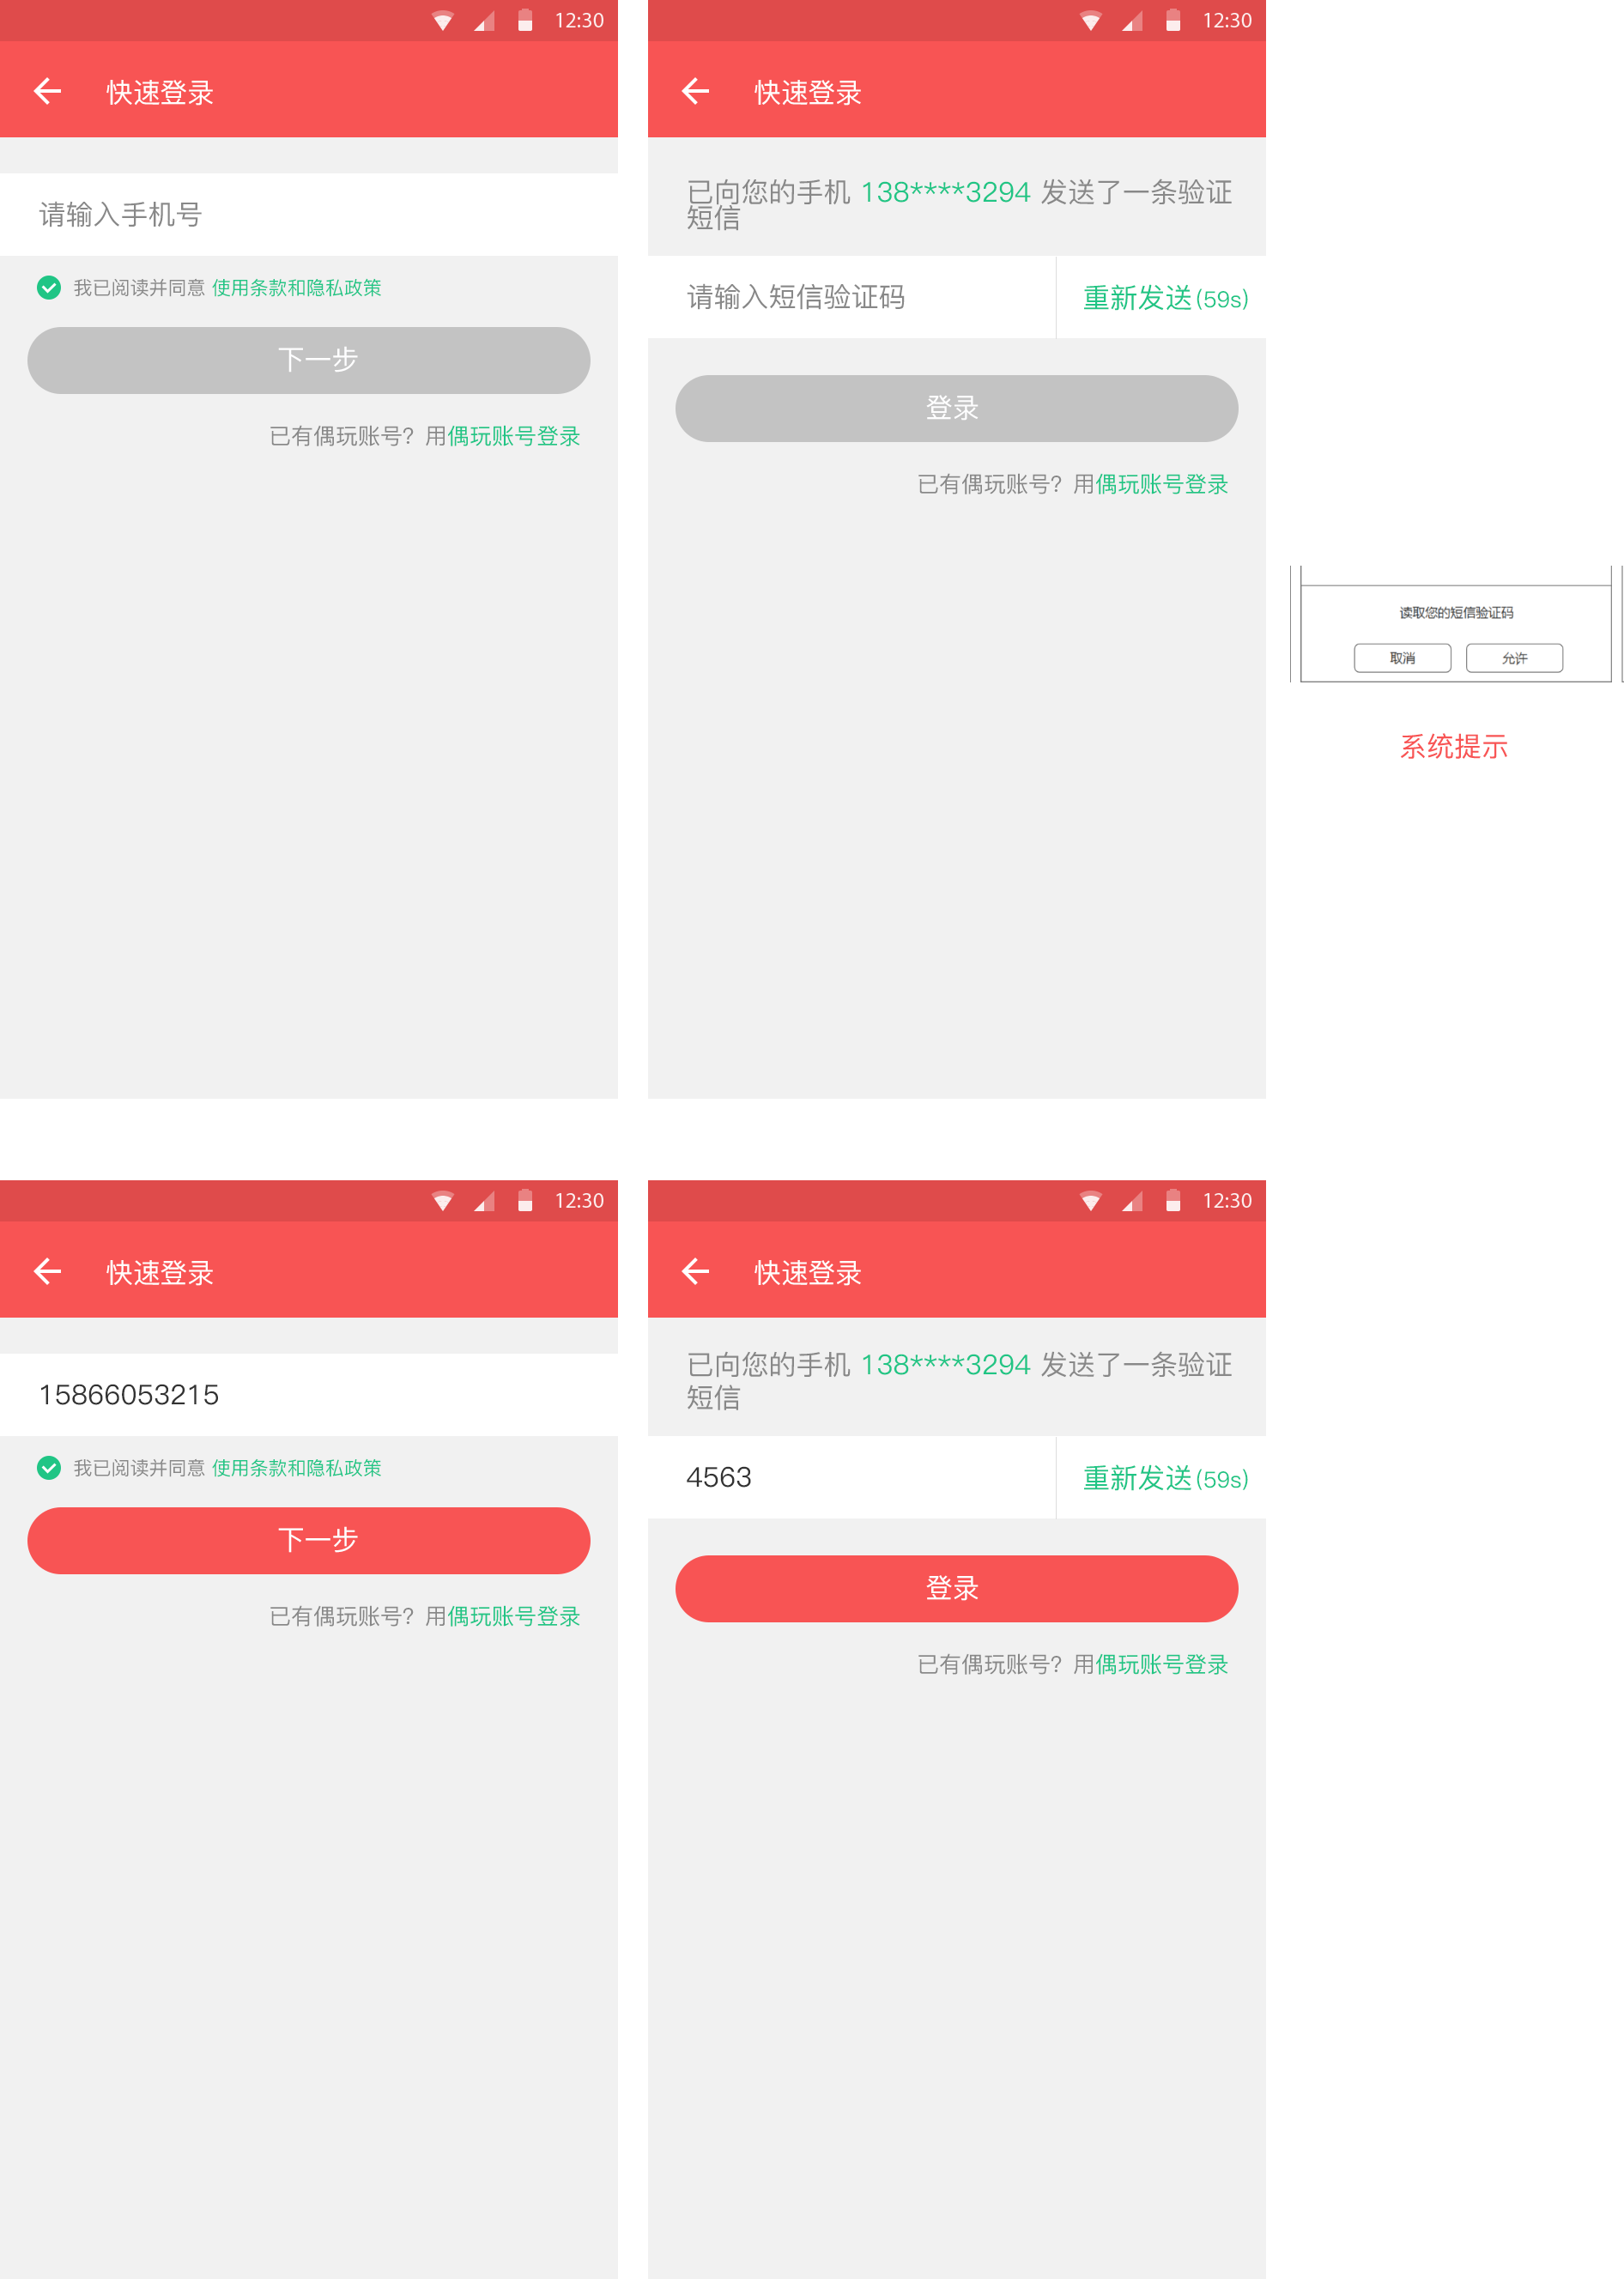 12:30
快速登录
请输入手机号
我已阅读并同意 使用条款和隐私政策
下一步
已有偶玩账号？用偶玩账号登录
12:30
快速登录
已向您的手机 138****3294 发送了一条验证
短信
请输入短信验证码
重新发送(59s)
登录
已有偶玩账号？用偶玩账号登录
读取您的短信验证码
取消
允许
系统提示
12:30
快速登录
15866053215
我已阅读并同意 使用条款和隐私政策
下一步
已有偶玩账号？用偶玩账号登录
12:30
快速登录
已向您的手机 138****3294 发送了一条验证
短信
4563
重新发送(59s)
登录
已有偶玩账号？用偶玩账号登录